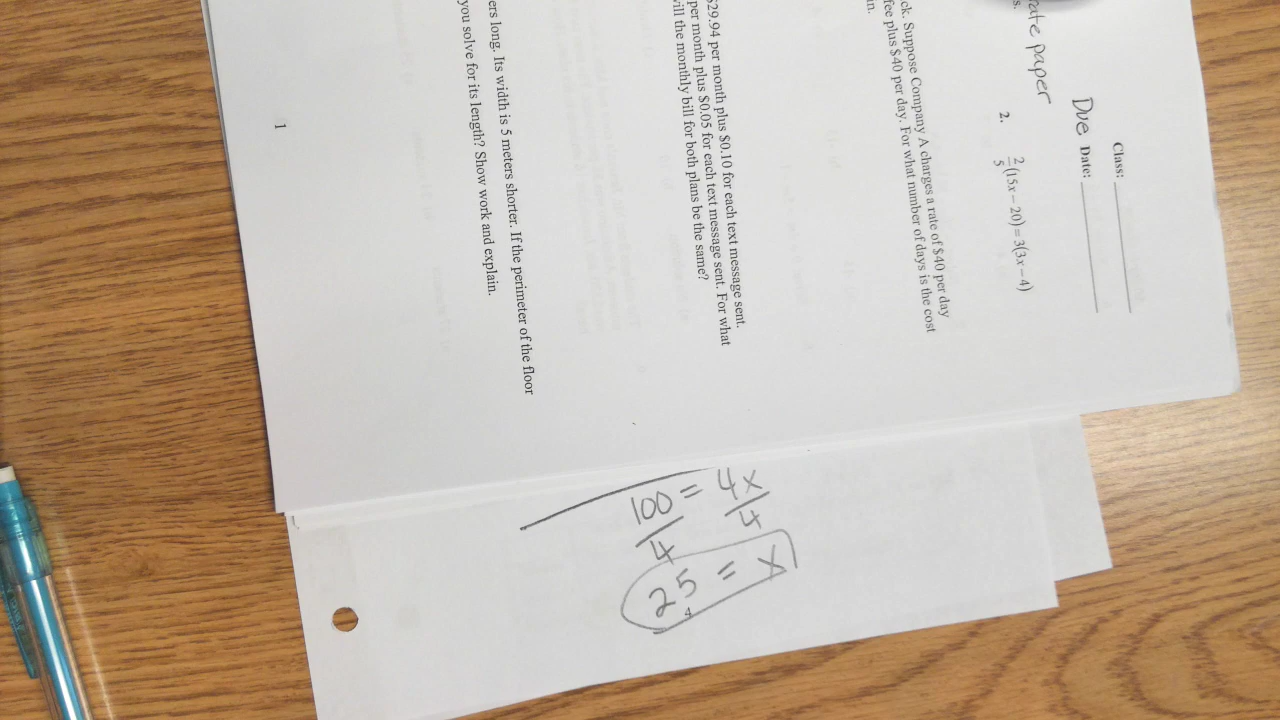 Class:
Due Date:
rate paper
s.
2. 2/5(15x – 20) = 3(3x – 4)
ck. Suppose Company A charges a rate of $40 per day
fee plus $40 per day. For what number of days is the cost
in.
$29.94 per month plus $0.10 for each text message sent.
per month plus $0.05 for each text message sent. For what
ill the monthly bill for both plans be the same?
ers long. Its width is 5 meters shorter. If the perimeter of the floor
you solve for its length? Show work and explain.
1
100/4 = 4x/4
25 = x